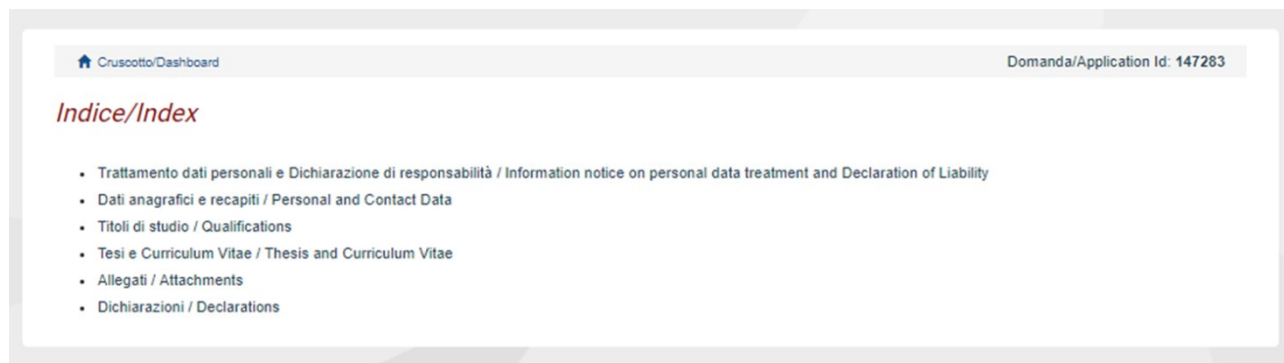 Cruscotto/Dashboard Domanda/Application Id: 147283
Indice/Index
• Trattamento dati personali e Dichiarazione di responsabilità / Information notice on personal data treatment and Declaration of Liability
• Dati anagrafici e recapiti / Personal and Contact Data
• Titoli di studio / Qualifications
• Tesi e Curriculum Vitae / Thesis and Curriculum Vitae
• Allegati / Attachments
• Dichiarazioni / Declarations